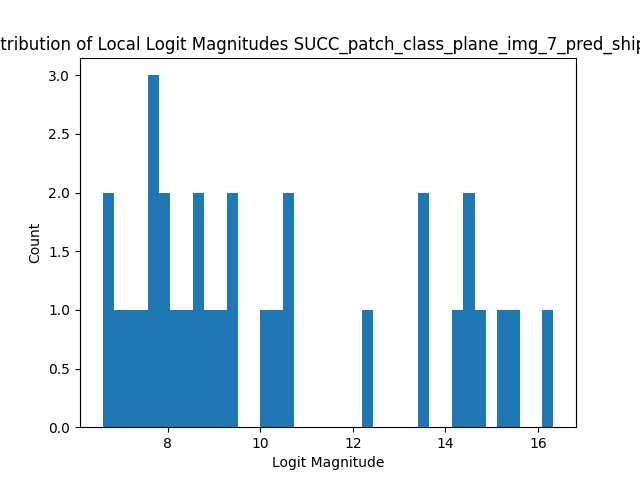 tribution of Local Logit Magnitudes SUCC_patch_class_plane_img_7_pred_ship
3.0
2.5
2.0
1.5
1.0
0.5
0.0
Count
8 10 12 14 16
Logit Magnitude